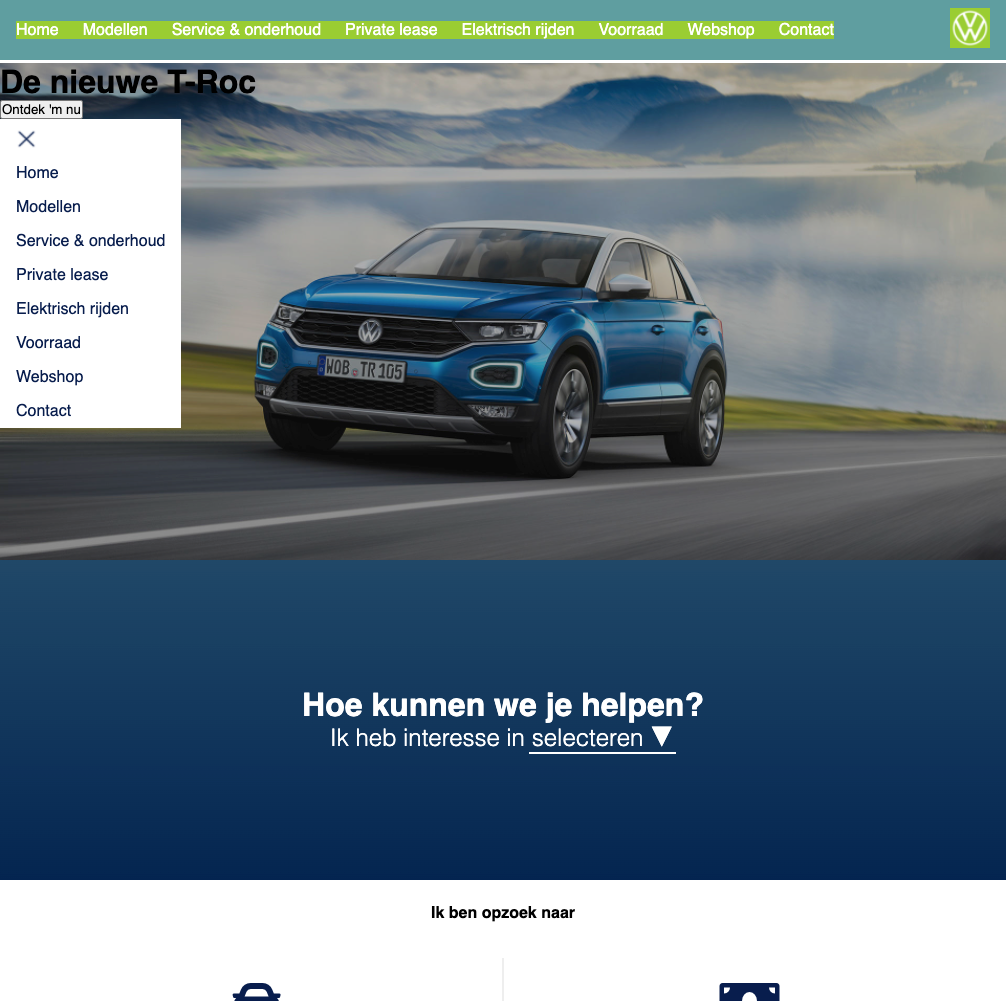 Home Modellen Service & onderhoud Private lease Elektrisch rijden Voorraad Webshop Contact
De nieuwe T-Roc
Ontdek 'm nu
Home
Modellen
Service & onderhoud
Private lease
Elektrisch rijden
Voorraad
Webshop
Contact
WOB TR 105
Hoe kunnen we je helpen?
Ik heb interesse in selecteren ▼
Ik ben opzoek naar